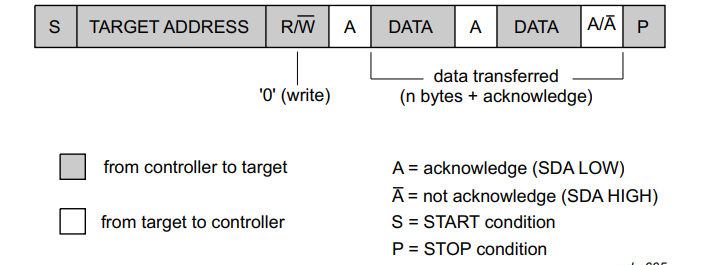 S TARGET ADDRESS R/W̅ A DATA A DATA A/A̅ P
'0' (write)
data transferred
(n bytes + acknowledge)
from controller to target
from target to controller
A = acknowledge (SDA LOW)
A̅ = not acknowledge (SDA HIGH)
S = START condition
P = STOP condition